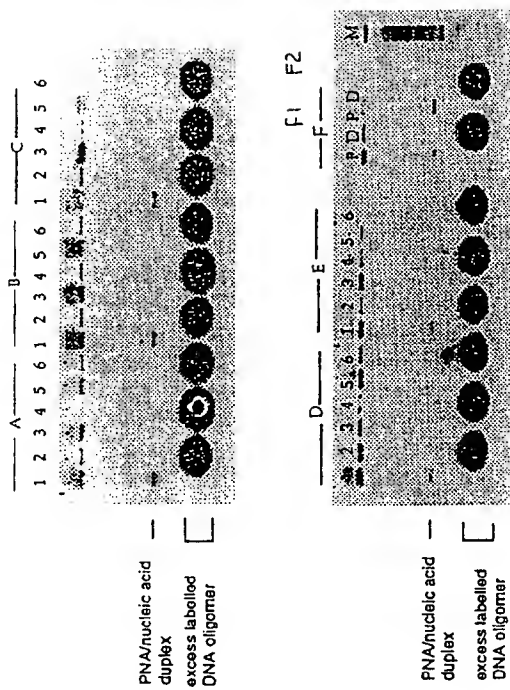 A B C
1 2 3 4 5 6 1 2 3 4 5 6 1 2 3 4 5 6
PNA/nucleic acid
duplex
excess labelled
DNA oligomer
F1 F2
D E F
2 3 4 5 6 1 2 3 4 5 6 P D P D M
PNA/nucleic acid
duplex
excess labelled
DNA oligomer